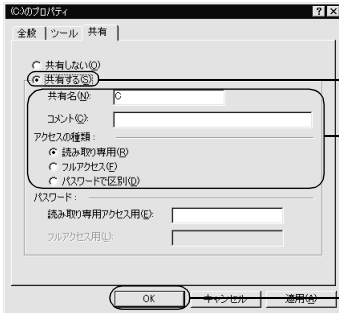 (C:)のプロパティ
全般 ツール 共有
共有しない(O)
共有する(S)
共有名(N): C
コメント(C):
アクセスの種類:
読み取り専用(R)
フルアクセス(F)
パスワードで区別(D)
パスワード:
読み取り専用アクセス用(E):
フルアクセス用(L):
OK キャンセル 適用(A)